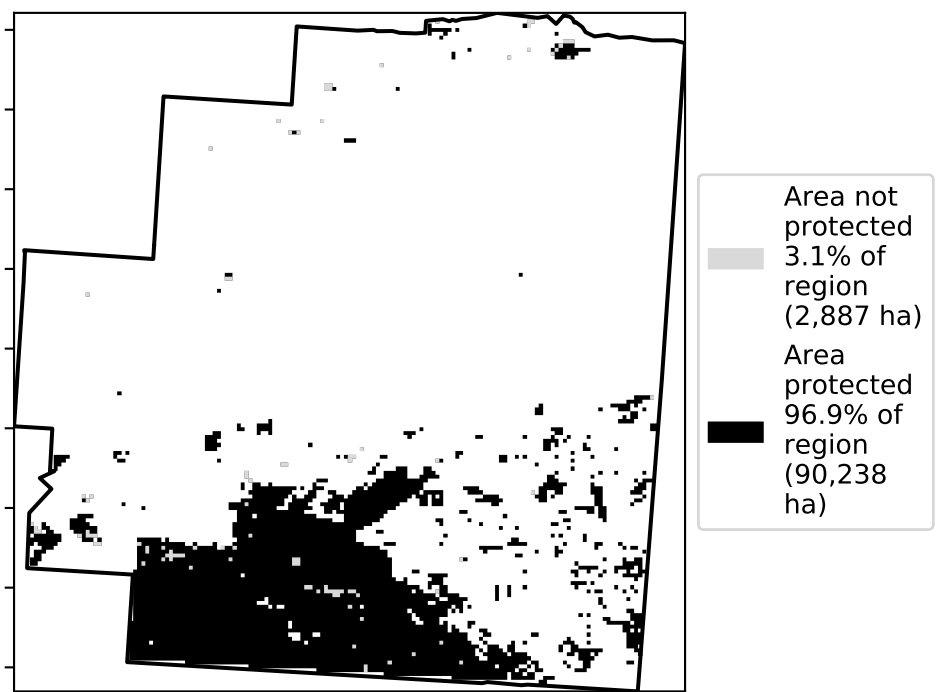 Area not
protected
3.1% of
region
(2,887 ha)
Area
protected
96.9% of
region
(90,238
ha)